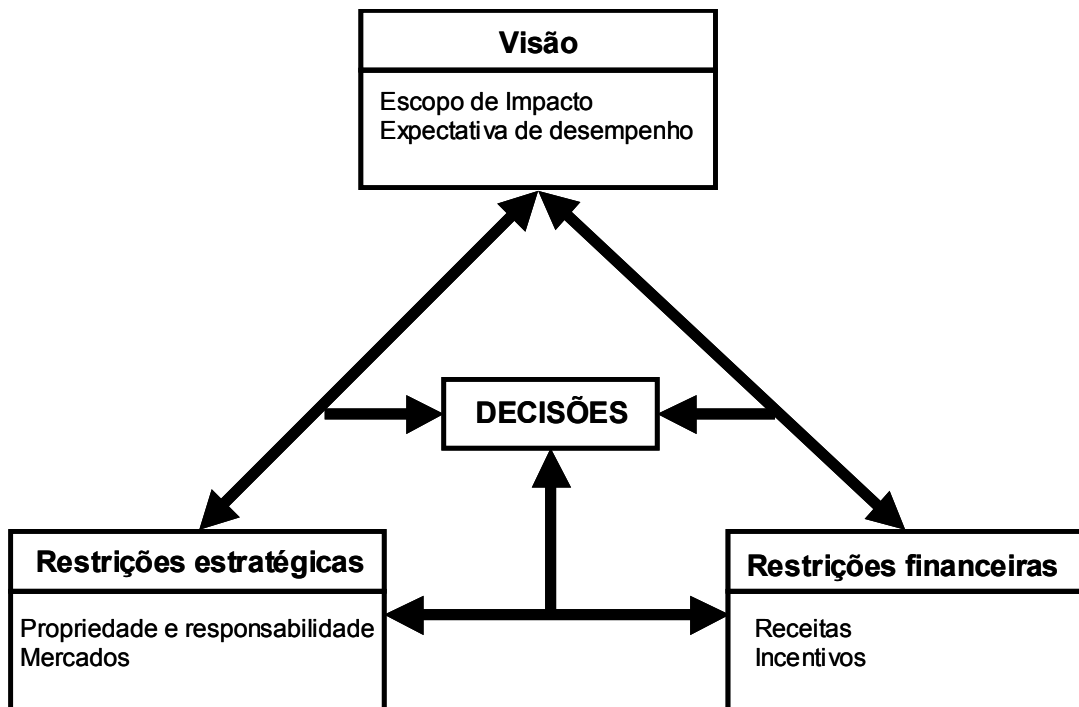 Visão
Escopo de Impacto
Expectativa de desempenho
DECISÕES
Restrições estratégicas
Propriedade e responsabilidade
Mercados
Restrições financeiras
Receitas
Incentivos